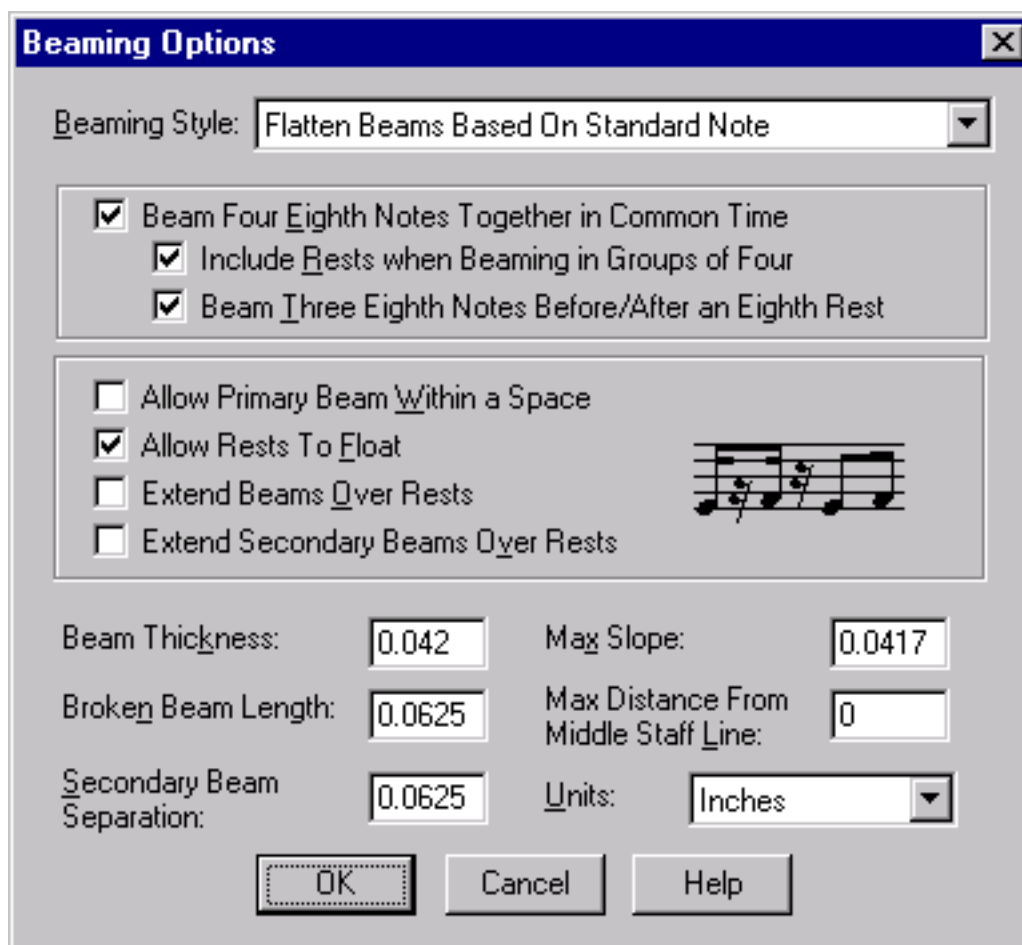 Beaming Options
Beaming Style: Flatten Beams Based On Standard Note
Beam Four Eighth Notes Together in Common Time
Include Rests when Beaming in Groups of Four
Beam Three Eighth Notes Before/After an Eighth Rest
Allow Primary Beam Within a Space
Allow Rests To Float
Extend Beams Over Rests
Extend Secondary Beams Over Rests
Beam Thickness: 0.042
Max Slope: 0.0417
Broken Beam Length: 0.0625
Max Distance From
Middle Staff Line: 0
Secondary Beam
Separation: 0.0625
Units: Inches
OK Cancel Help